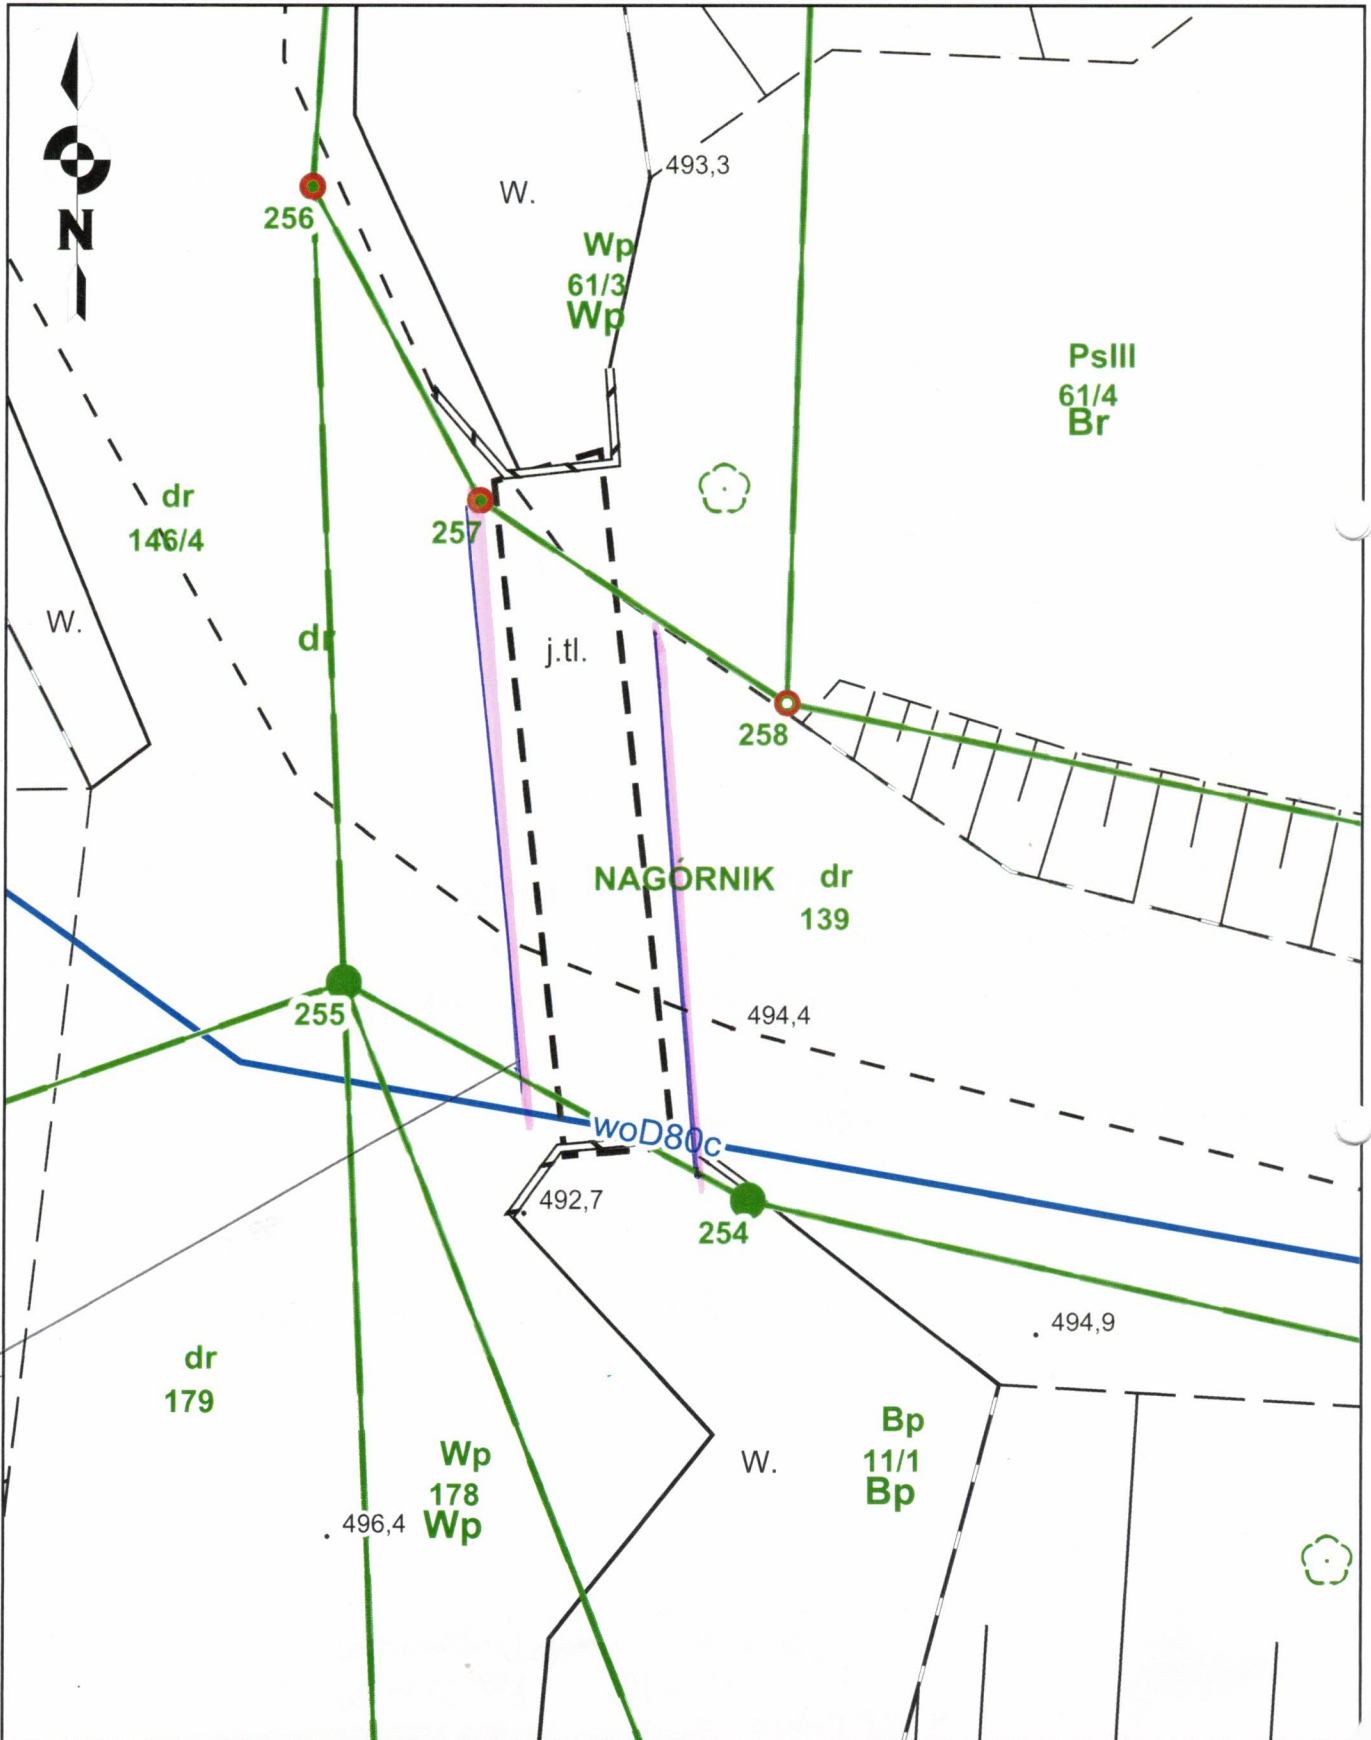 493,3
W.
256
N
Wp
61/3
Wp
PsIII
61/4
Br
dr
146/4
257
W.
dr
j.tl.
258
NAGÓRNIK
dr
139
255
494,4
woD80c
492,7
254
494,9
dr
179
Bp
11/1
Bp
Wp
178
Wp
W.
496,4